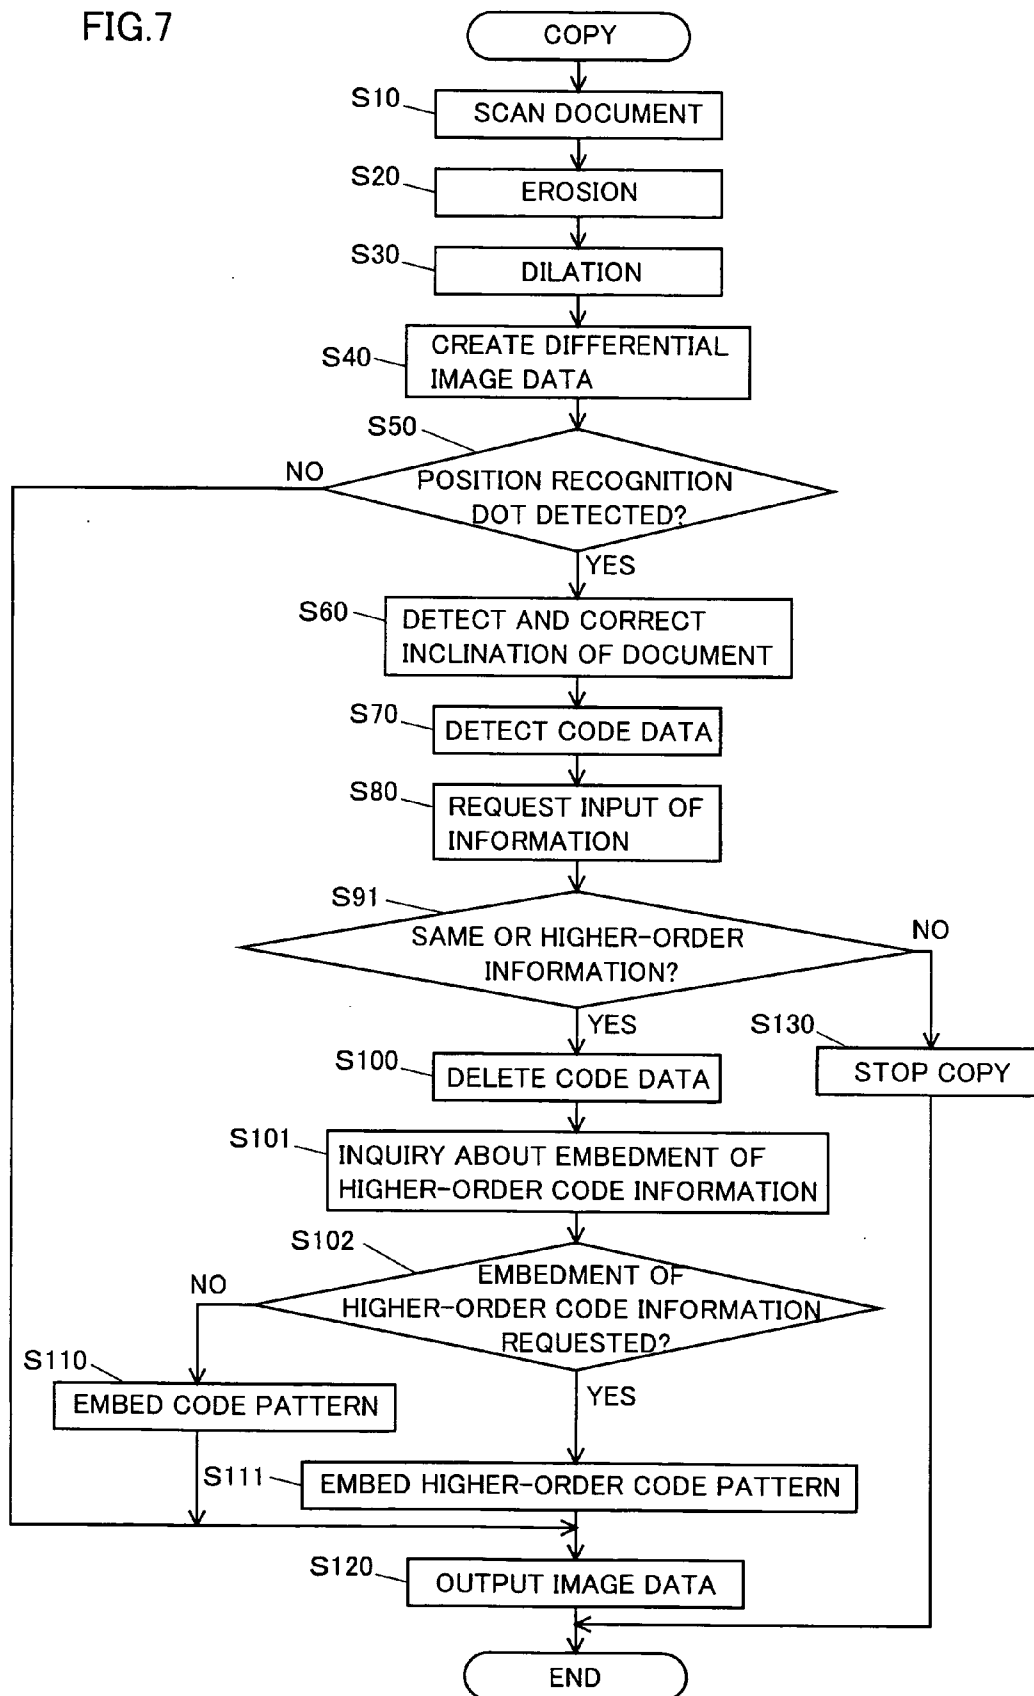 FIG.7
COPY
S10
SCAN DOCUMENT
S20
EROSION
S30
DILATION
S40
CREATE DIFFERENTIAL
IMAGE DATA
S50
NO
POSITION RECOGNITION
DOT DETECTED?
YES
S60
DETECT AND CORRECT
INCLINATION OF DOCUMENT
S70
DETECT CODE DATA
S80
REQUEST INPUT OF
INFORMATION
S91
SAME OR HIGHER-ORDER
INFORMATION?
NO
YES
S130
STOP COPY
S100
DELETE CODE DATA
S101
INQUIRY ABOUT EMBEDMENT OF
HIGHER-ORDER CODE INFORMATION
S102
NO
EMBEDMENT OF
HIGHER-ORDER CODE INFORMATION
REQUESTED?
YES
S110
EMBED CODE PATTERN
S111
EMBED HIGHER-ORDER CODE PATTERN
S120
OUTPUT IMAGE DATA
END